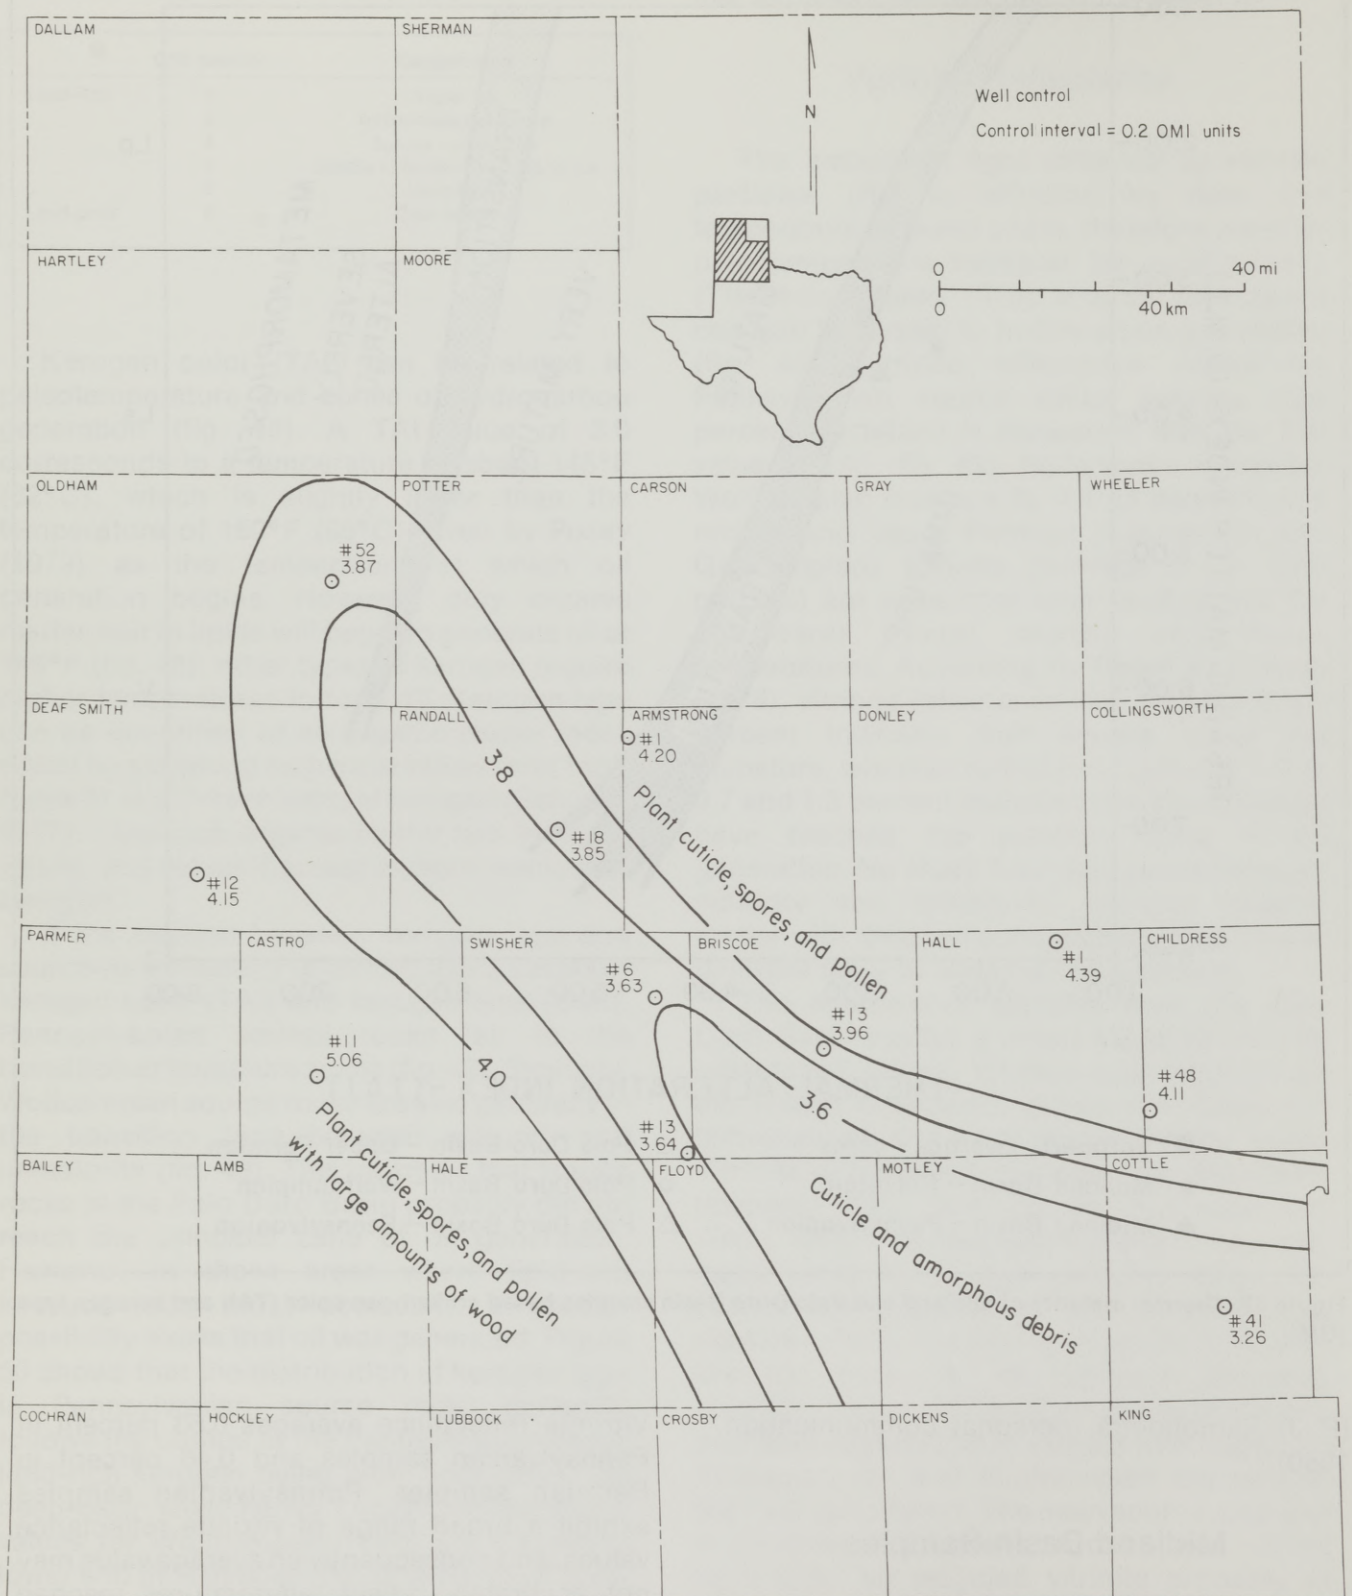 DALLAM
SHERMAN
N
Well control
Control interval = 0.2 OMI units
HARTLEY
MOORE
0
40 mi
0
40 km
OLDHAM
POTTER
CARSON
GRAY
WHEELER
#52
3.87
DEAF SMITH
RANDALL
ARMSTRONG
DONLEY
COLLINGSWORTH
#1
4.20
3.8
Plant cuticle, spores, and pollen
#18
3.85
#12
4.15
PARMER
CASTRO
SWISHER
BRISCOE
HALL
CHILDRESS
#6
3.63
#1
4.39
#13
3.96
#11
5.06
4.0
3.6
#48
4.11
Plant cuticle, spores, and pollen
with large amounts of wood
#13
3.64
BAILEY
LAMB
HALE
FLOYD
MOTLEY
COTTLE
Cuticle and amorphous debris
#41
3.26
COCHRAN
HOCKLEY
LUBBOCK
CROSBY
DICKENS
KING